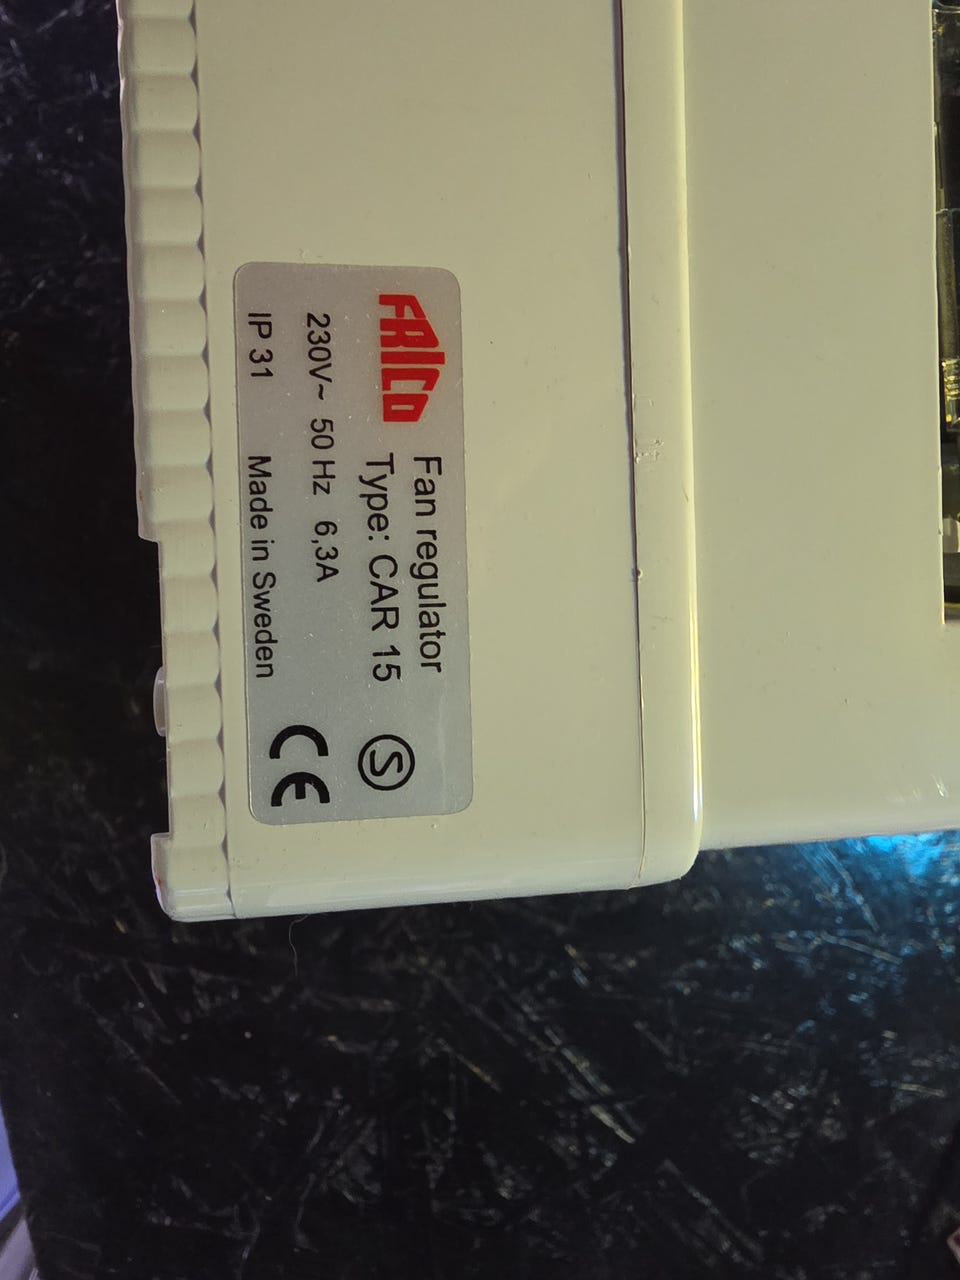 FRICO
Fan regulator
Type: CAR 15
S
230V~ 50 Hz 6,3A
IP 31 Made in Sweden
CE